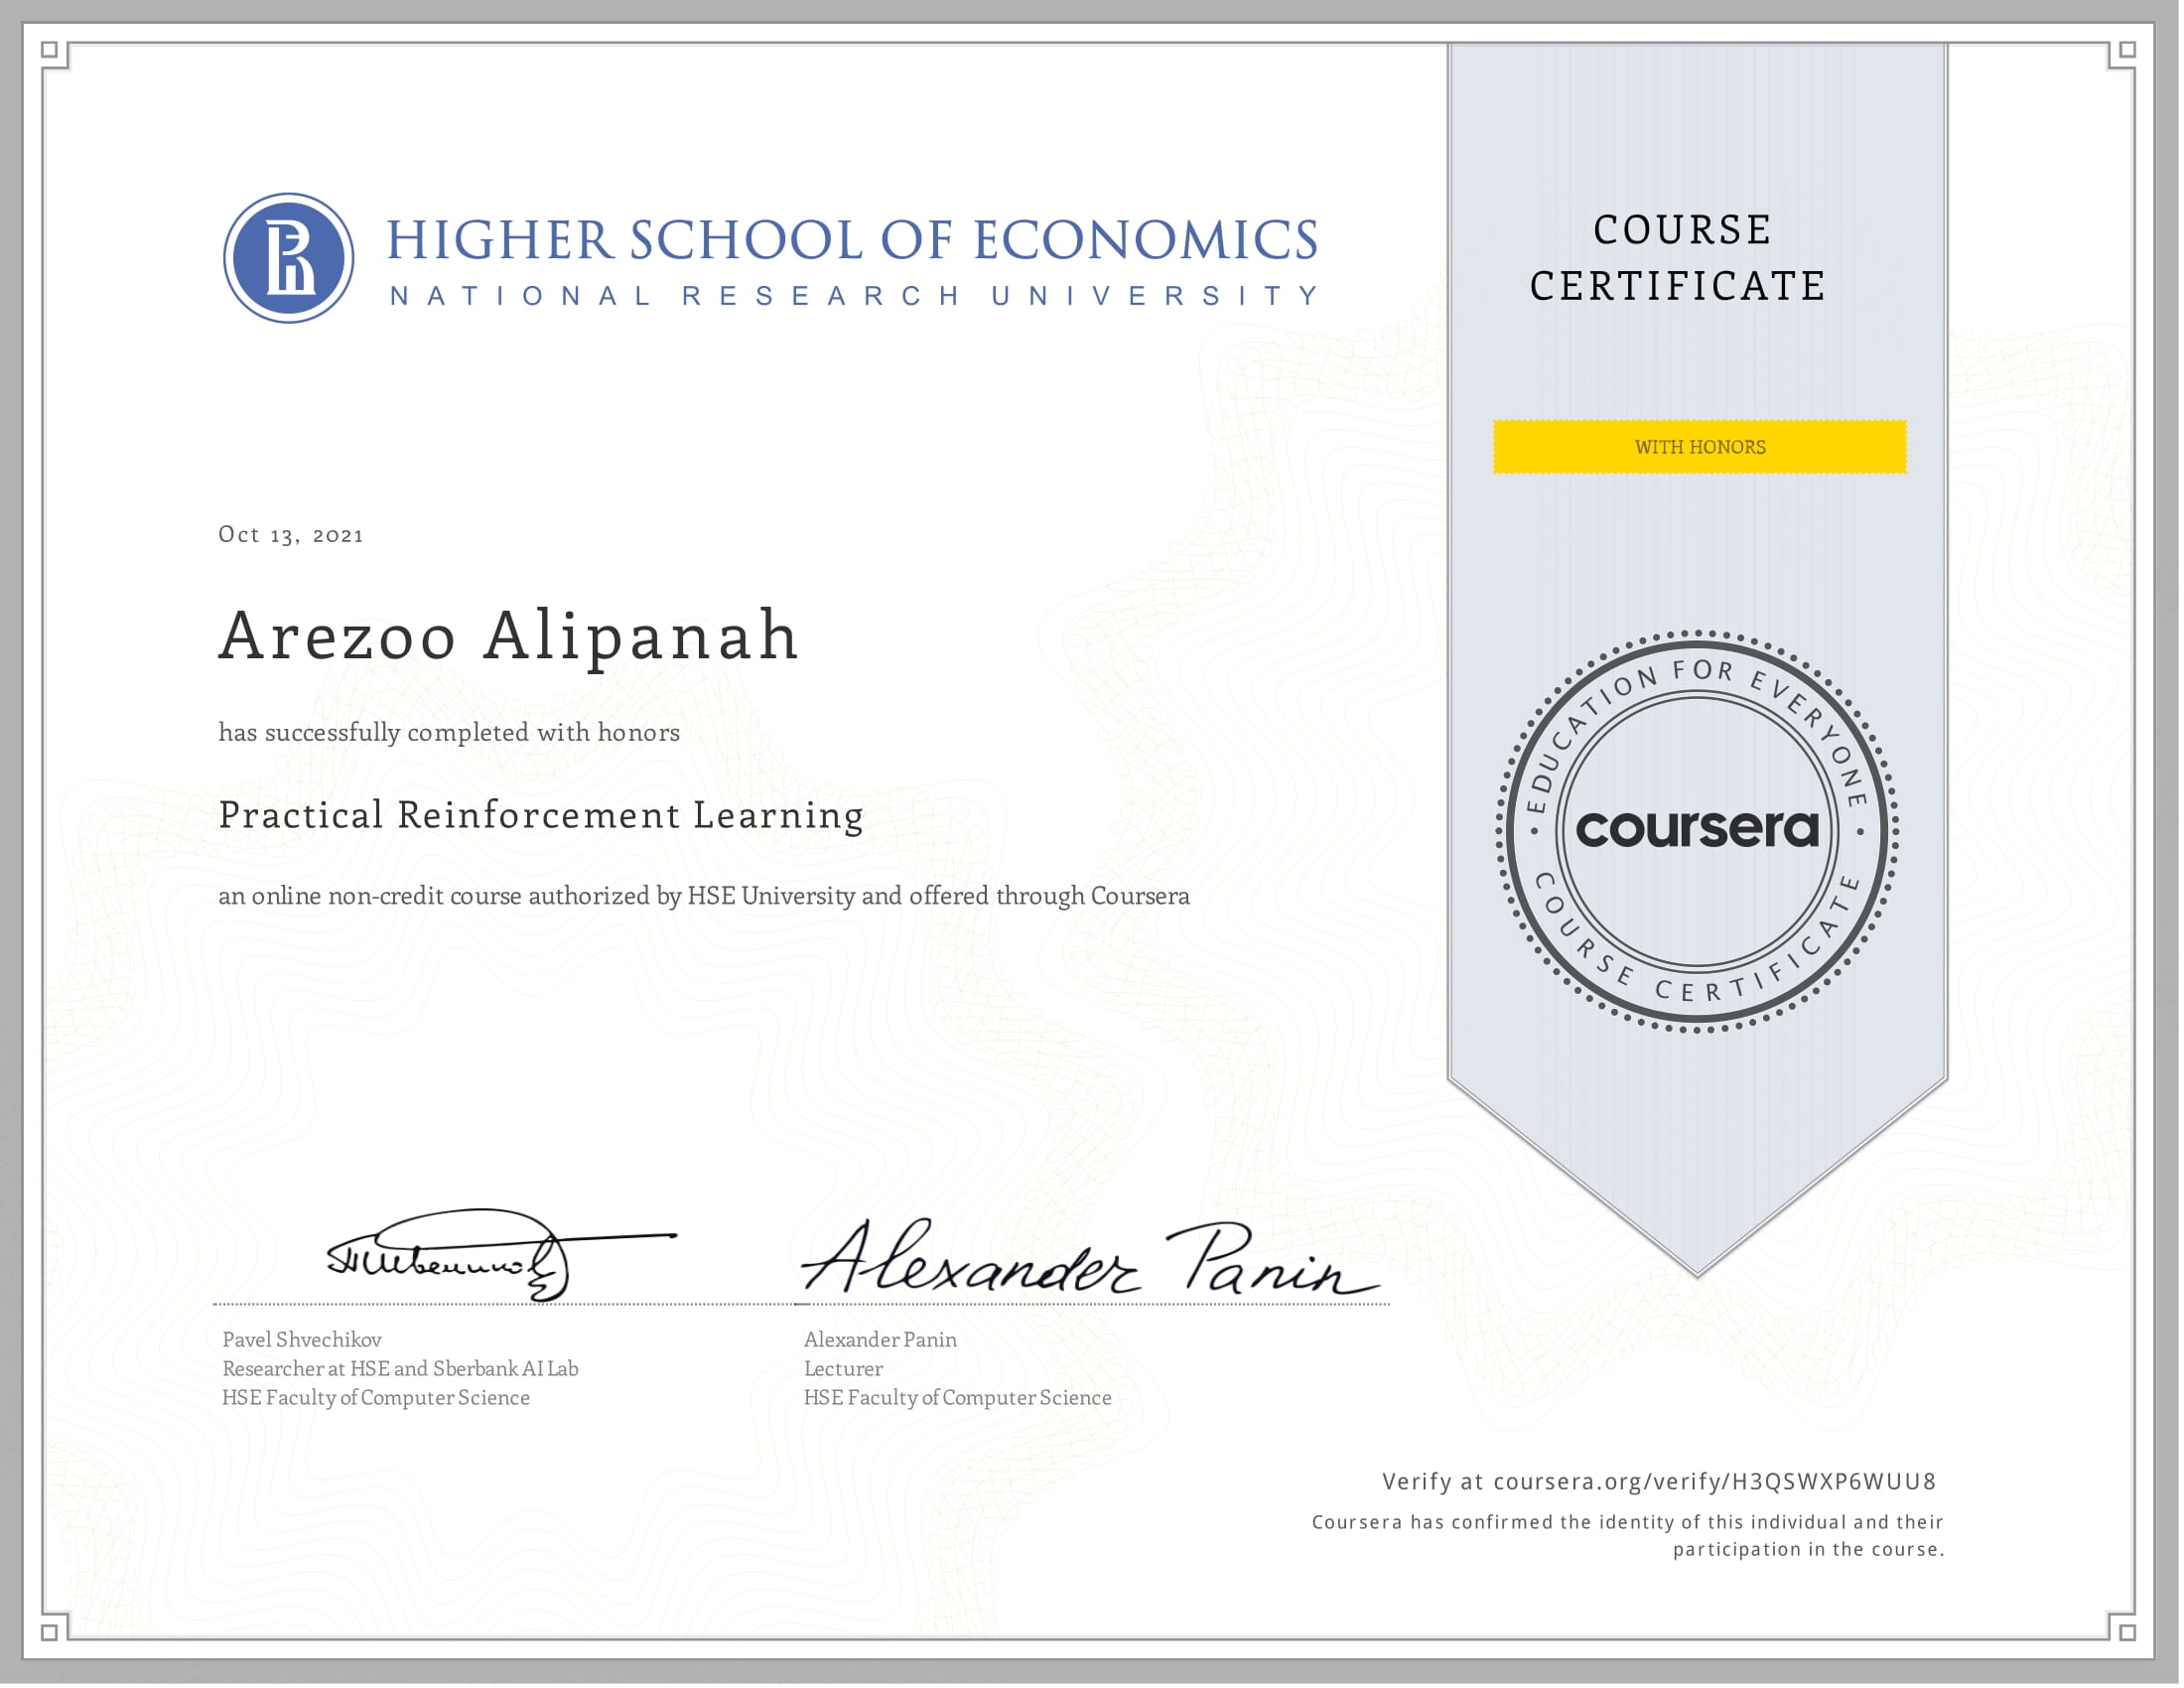 HIGHER SCHOOL OF ECONOMICS
NATIONAL RESEARCH UNIVERSITY
COURSE
CERTIFICATE
WITH HONORS
Oct 13, 2021
Arezoo Alipanah
has successfully completed with honors
Practical Reinforcement Learning
an online non-credit course authorized by HSE University and offered through Coursera
EDUCATION FOR EVERYONE
coursera
COURSE CERTIFICATE
Alexander Panin
Pavel Shvechikov
Researcher at HSE and Sberbank AI Lab
HSE Faculty of Computer Science
Alexander Panin
Lecturer
HSE Faculty of Computer Science
Verify at coursera.org/verify/H3QSWXP6WUU8
Coursera has confirmed the identity of this individual and their
participation in the course.